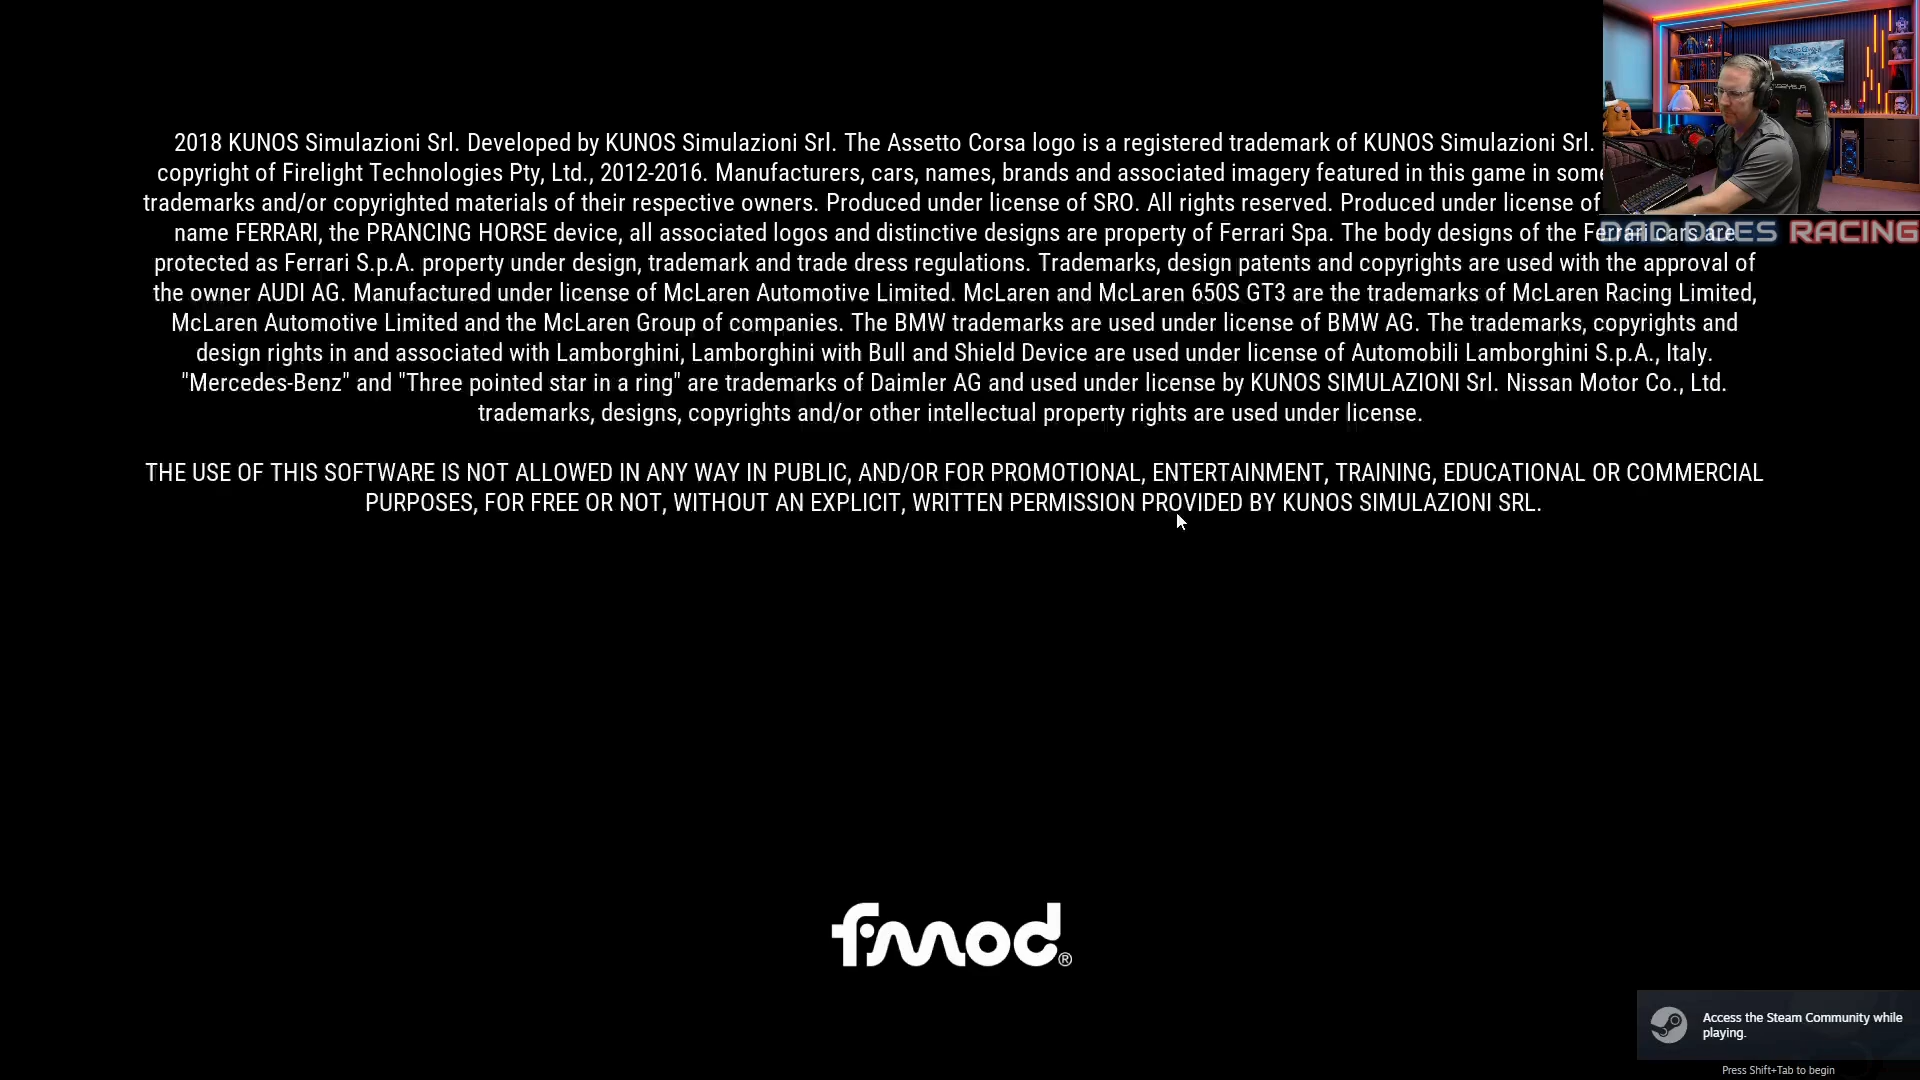 2018 KUNOS Simulazioni Srl. Developed by KUNOS Simulazioni Srl. The Assetto Corsa logo is a registered trademark of KUNOS Simulazioni Srl.
copyright of Firelight Technologies Pty, Ltd., 2012-2016. Manufacturers, cars, names, brands and associated imagery featured in this game in some
trademarks and/or copyrighted materials of their respective owners. Produced under license of SRO. All rights reserved. Produced under license of
name FERRARI, the PRANCING HORSE device, all associated logos and distinctive designs are property of Ferrari Spa. The body designs of the Ferrari cars are
DAD DOES RACING
protected as Ferrari S.p.A. property under design, trademark and trade dress regulations. Trademarks, design patents and copyrights are used with the approval of
the owner AUDI AG. Manufactured under license of McLaren Automotive Limited. McLaren and McLaren 650S GT3 are the trademarks of McLaren Racing Limited,
McLaren Automotive Limited and the McLaren Group of companies. The BMW trademarks are used under license of BMW AG. The trademarks, copyrights and
design rights in and associated with Lamborghini, Lamborghini with Bull and Shield Device are used under license of Automobili Lamborghini S.p.A., Italy.
"Mercedes-Benz" and "Three pointed star in a ring" are trademarks of Daimler AG and used under license by KUNOS SIMULAZIONI Srl. Nissan Motor Co., Ltd.
trademarks, designs, copyrights and/or other intellectual property rights are used under license.
THE USE OF THIS SOFTWARE IS NOT ALLOWED IN ANY WAY IN PUBLIC, AND/OR FOR PROMOTIONAL, ENTERTAINMENT, TRAINING, EDUCATIONAL OR COMMERCIAL
PURPOSES, FOR FREE OR NOT, WITHOUT AN EXPLICIT, WRITTEN PERMISSION PROVIDED BY KUNOS SIMULAZIONI SRL.
fmod®
Access the Steam Community while
playing.
Press Shift+Tab to begin